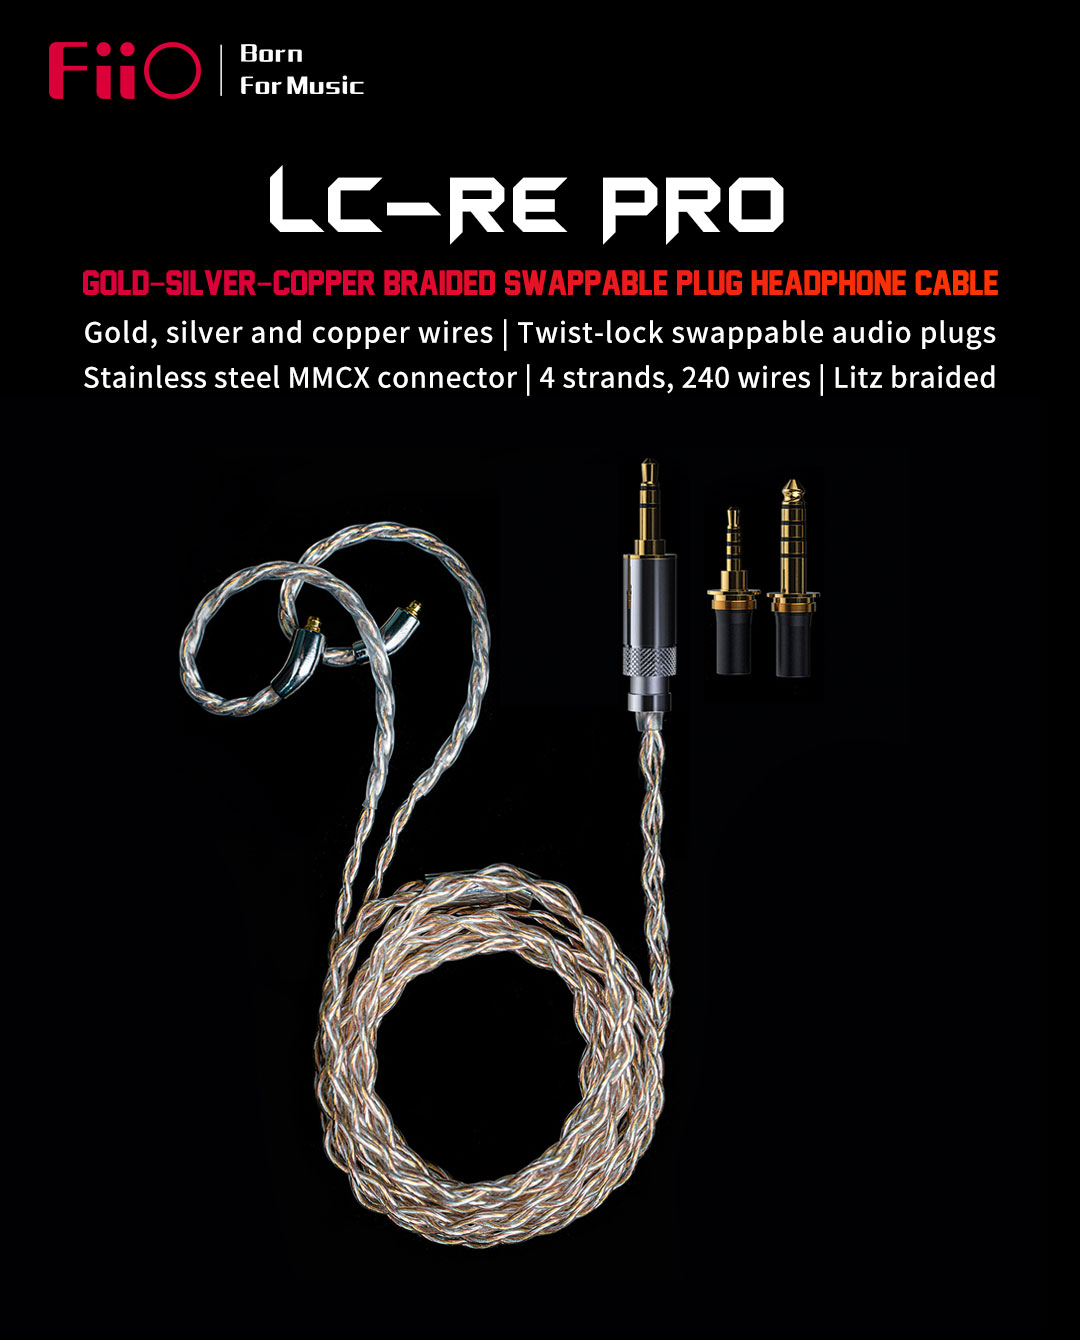 FiiO
Born
For Music
LC-RE PRO
GOLD-SILVER-COPPER BRAIDED SWAPPABLE PLUG HEADPHONE CABLE
Gold, silver and copper wires | Twist-lock swappable audio plugs
Stainless steel MMCX connector | 4 strands, 240 wires | Litz braided